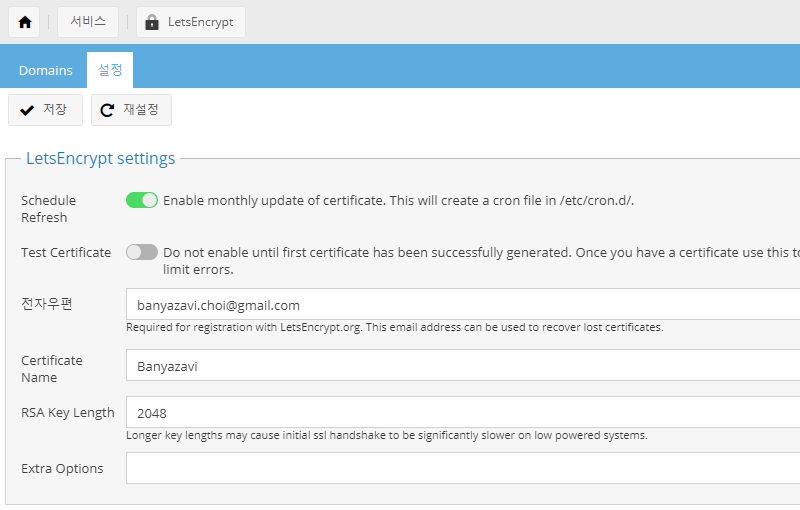 서비스
LetsEncrypt
Domains
설정
저장
재설정
LetsEncrypt settings
Schedule
Refresh
Enable monthly update of certificate. This will create a cron file in /etc/cron.d/.
Test Certificate
Do not enable until first certificate has been successfully generated. Once you have a certificate use this to
limit errors.
전자우편
banyazavi.choi@gmail.com
Required for registration with LetsEncrypt.org. This email address can be used to recover lost certificates.
Certificate
Name
Banyazavi
RSA Key Length
2048
Longer key lengths may cause initial ssl handshake to be significantly slower on low powered systems.
Extra Options